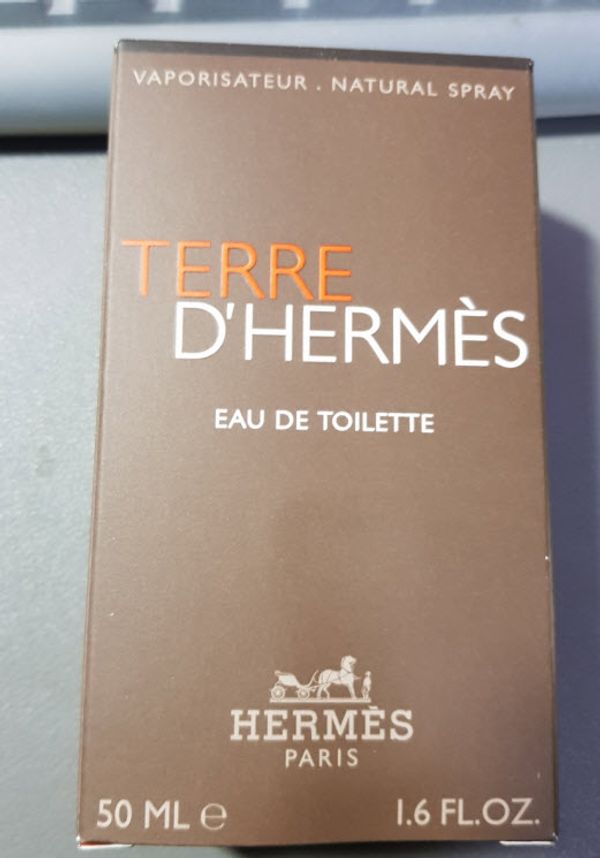 VAPORISATEUR . NATURAL SPRAY
TERRE
D'HERMÈS
EAU DE TOILETTE
HERMÈS
PARIS
50 ML ℮ 1.6 FL.OZ.